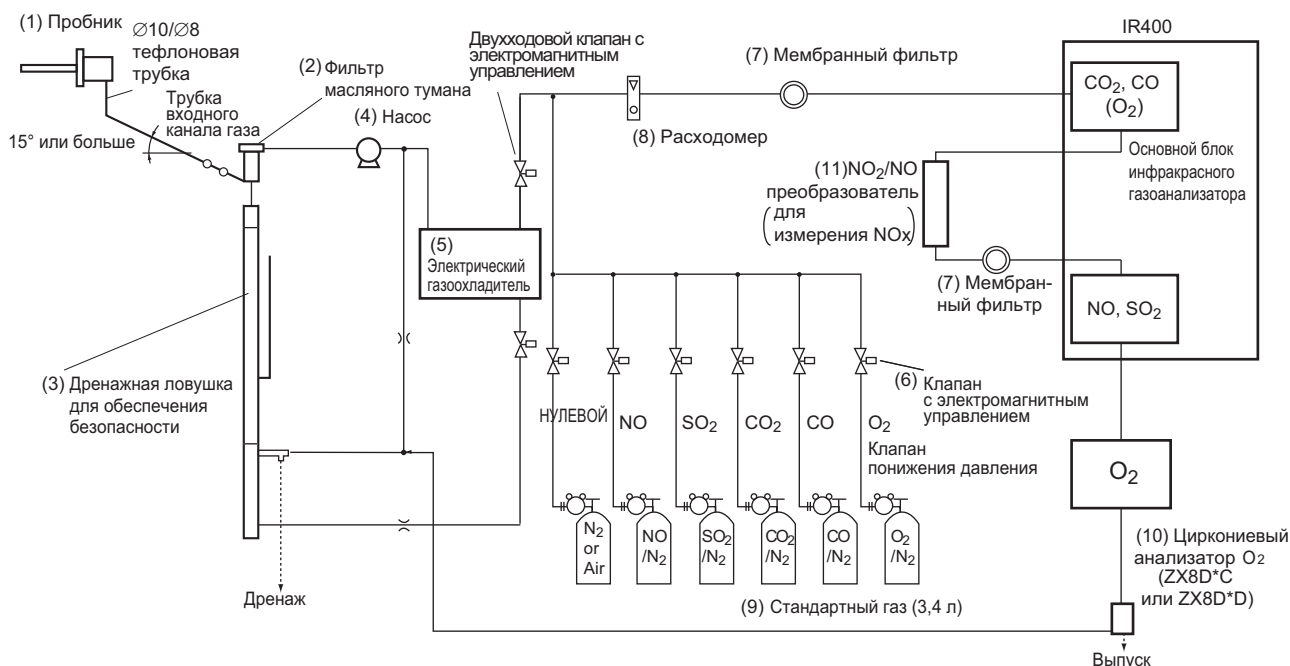 (1) Пробник
Ø10/Ø8
тефлоновая
трубка
Трубка
входного
канала газа
15° или больше
(2) Фильтр
масляного тумана
(4) Насос
Двухходовой клапан с
электромагнитным
управлением
(7) Мембранный фильтр
(8) Расходомер
IR400
CO2, CO
(O2)
Основной блок
инфракрасного
газоанализатора
(11)NO2/NO
преобразователь
(для
измерения NOx)
(7) Мембран-
ный фильтр
NO, SO2
(5)
Электрический
газоохладитель
(3) Дренажная ловушка
для обеспечения
безопасности
(6) Клапан
с электромагнитным
управлением
НУЛЕВОЙ
NO
SO2
CO2
CO
O2
Клапан
понижения давления
O2
N2
or
Air
NO
/N2
SO2
/N2
CO2
/N2
CO
/N2
O2
/N2
(10) Циркониевый
анализатор O2
(ZX8D*C
или ZX8D*D)
(9) Стандартный газ (3,4 л)
Дренаж
Выпуск